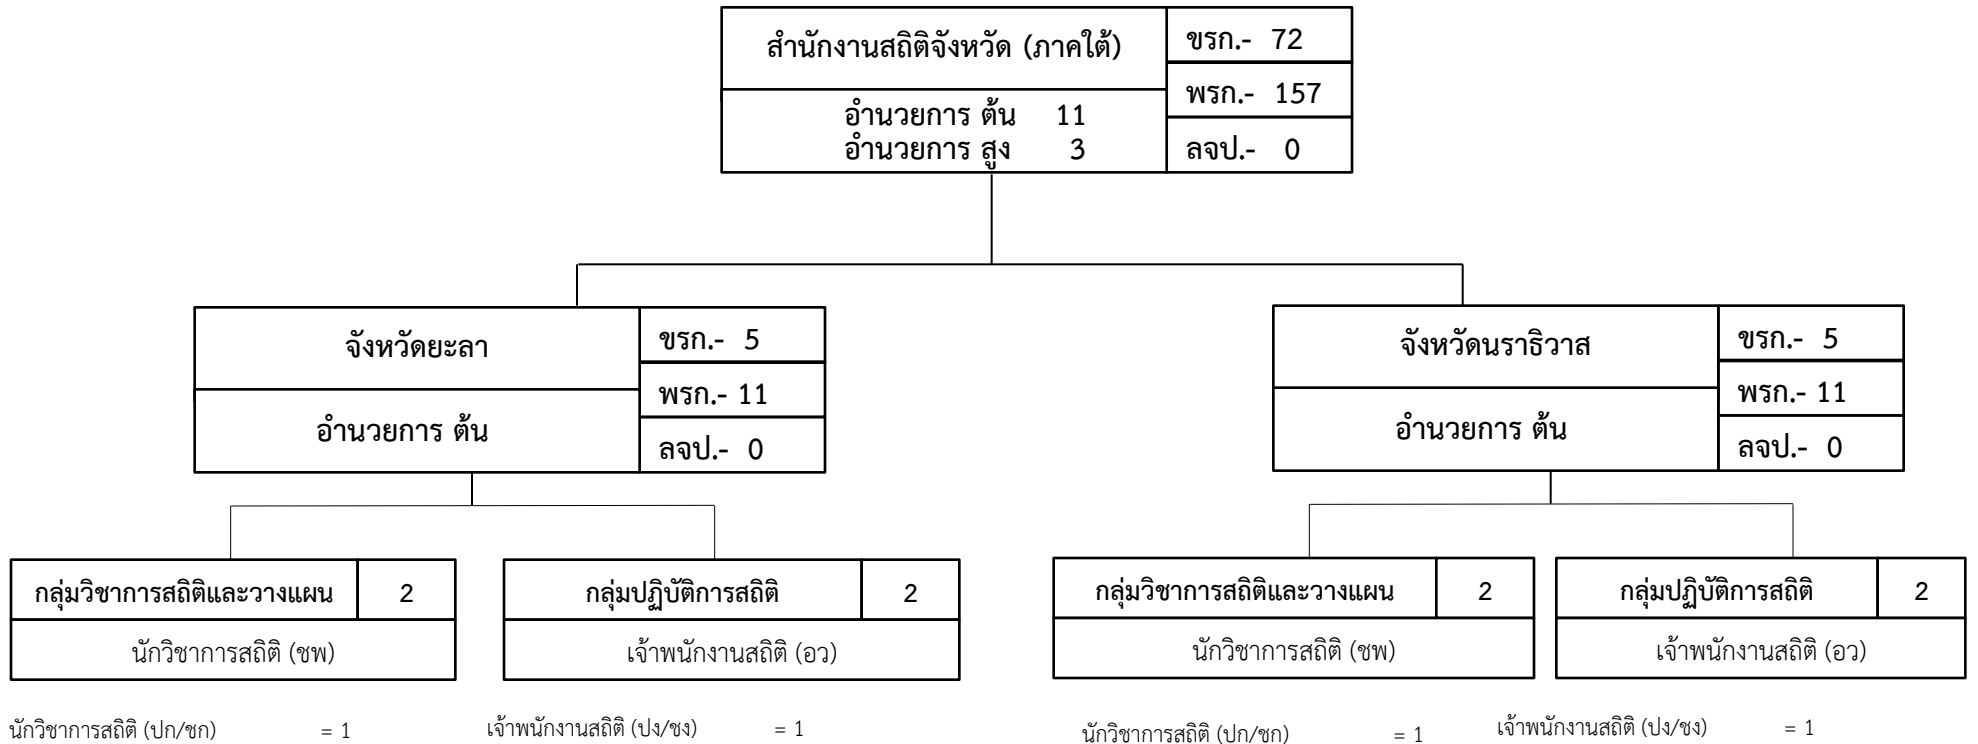 สำนักงานสถิติจังหวัด (ภาคใต้)
ขรก.- 72
พรก.- 157
อำนวยการ ต้น 11
อำนวยการ สูง 3
ลจป.- 0
จังหวัดยะลา
ขรก.- 5
พรก.- 11
อำนวยการ ต้น
ลจป.- 0
จังหวัดนราธิวาส
ขรก.- 5
พรก.- 11
อำนวยการ ต้น
ลจป.- 0
กลุ่มวิชาการสถิติและวางแผน 2
นักวิชาการสถิติ (ชพ)
กลุ่มปฏิบัติการสถิติ 2
เจ้าพนักงานสถิติ (อว)
กลุ่มวิชาการสถิติและวางแผน 2
นักวิชาการสถิติ (ชพ)
กลุ่มปฏิบัติการสถิติ 2
เจ้าพนักงานสถิติ (อว)
นักวิชาการสถิติ (ปก/ชก) = 1
เจ้าพนักงานสถิติ (ปง/ชง) = 1
นักวิชาการสถิติ (ปก/ชก) = 1
เจ้าพนักงานสถิติ (ปง/ชง) = 1